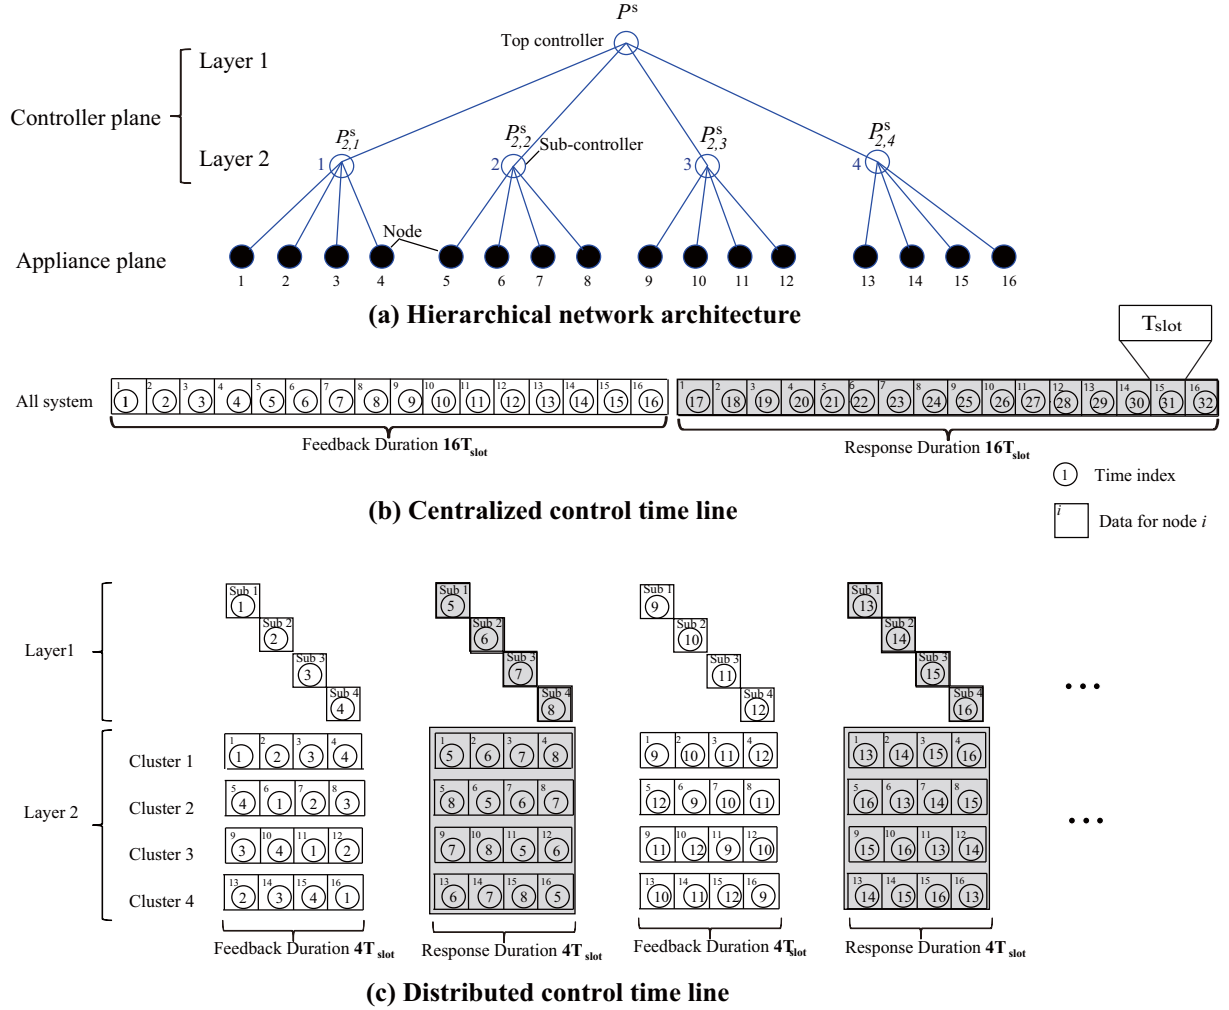 P^s
Top controller
Layer 1
Controller plane
P^s_{2,1} P^s_{2,2} P^s_{2,3} P^s_{2,4}
Sub-controller
Layer 2 1 2 3 4
Node
Appliance plane
1 2 3 4 5 6 7 8 9 10 11 12 13 14 15 16
(a) Hierarchical network architecture
T_slot
1 2 3 4 5 6 7 8 9 10 11 12 13 14 15 16 1 2 3 4 5 6 7 8 9 10 11 12 13 14 15 16
All system 1 2 3 4 5 6 7 8 9 10 11 12 13 14 15 16 17 18 19 20 21 22 23 24 25 26 27 28 29 30 31 32
Feedback Duration 16T_slot Response Duration 16T_slot
1 Time index
(b) Centralized control time line
i Data for node i
Sub 1 Sub 1 Sub 1 Sub 1
1 5 9 13
Sub 2 Sub 2 Sub 2 Sub 2
2 6 10 14
Layer1
Sub 3 Sub 3 Sub 3 Sub 3
3 7 11 15
• • •
Sub 4 Sub 4 Sub 4 Sub 4
4 8 12 16
1 2 3 4 1 2 3 4 1 2 3 4 1 2 3 4
Cluster 1 1 2 3 4 5 6 7 8 9 10 11 12 13 14 15 16
5 6 7 8 5 6 7 8 5 6 7 8 5 6 7 8
Cluster 2 4 1 2 3 8 5 6 7 12 9 10 11 16 13 14 15
Layer 2
• • •
9 10 11 12 9 10 11 12 9 10 11 12 9 10 11 12
Cluster 3 3 4 1 2 7 8 5 6 11 12 9 10 15 16 13 14
13 14 15 16 13 14 15 16 13 14 15 16 13 14 15 16
Cluster 4 2 3 4 1 6 7 8 5 10 11 12 9 14 15 16 13
Feedback Duration 4T_slot Response Duration 4T_slot Feedback Duration 4T_slot Response Duration 4T_slot
(c) Distributed control time line